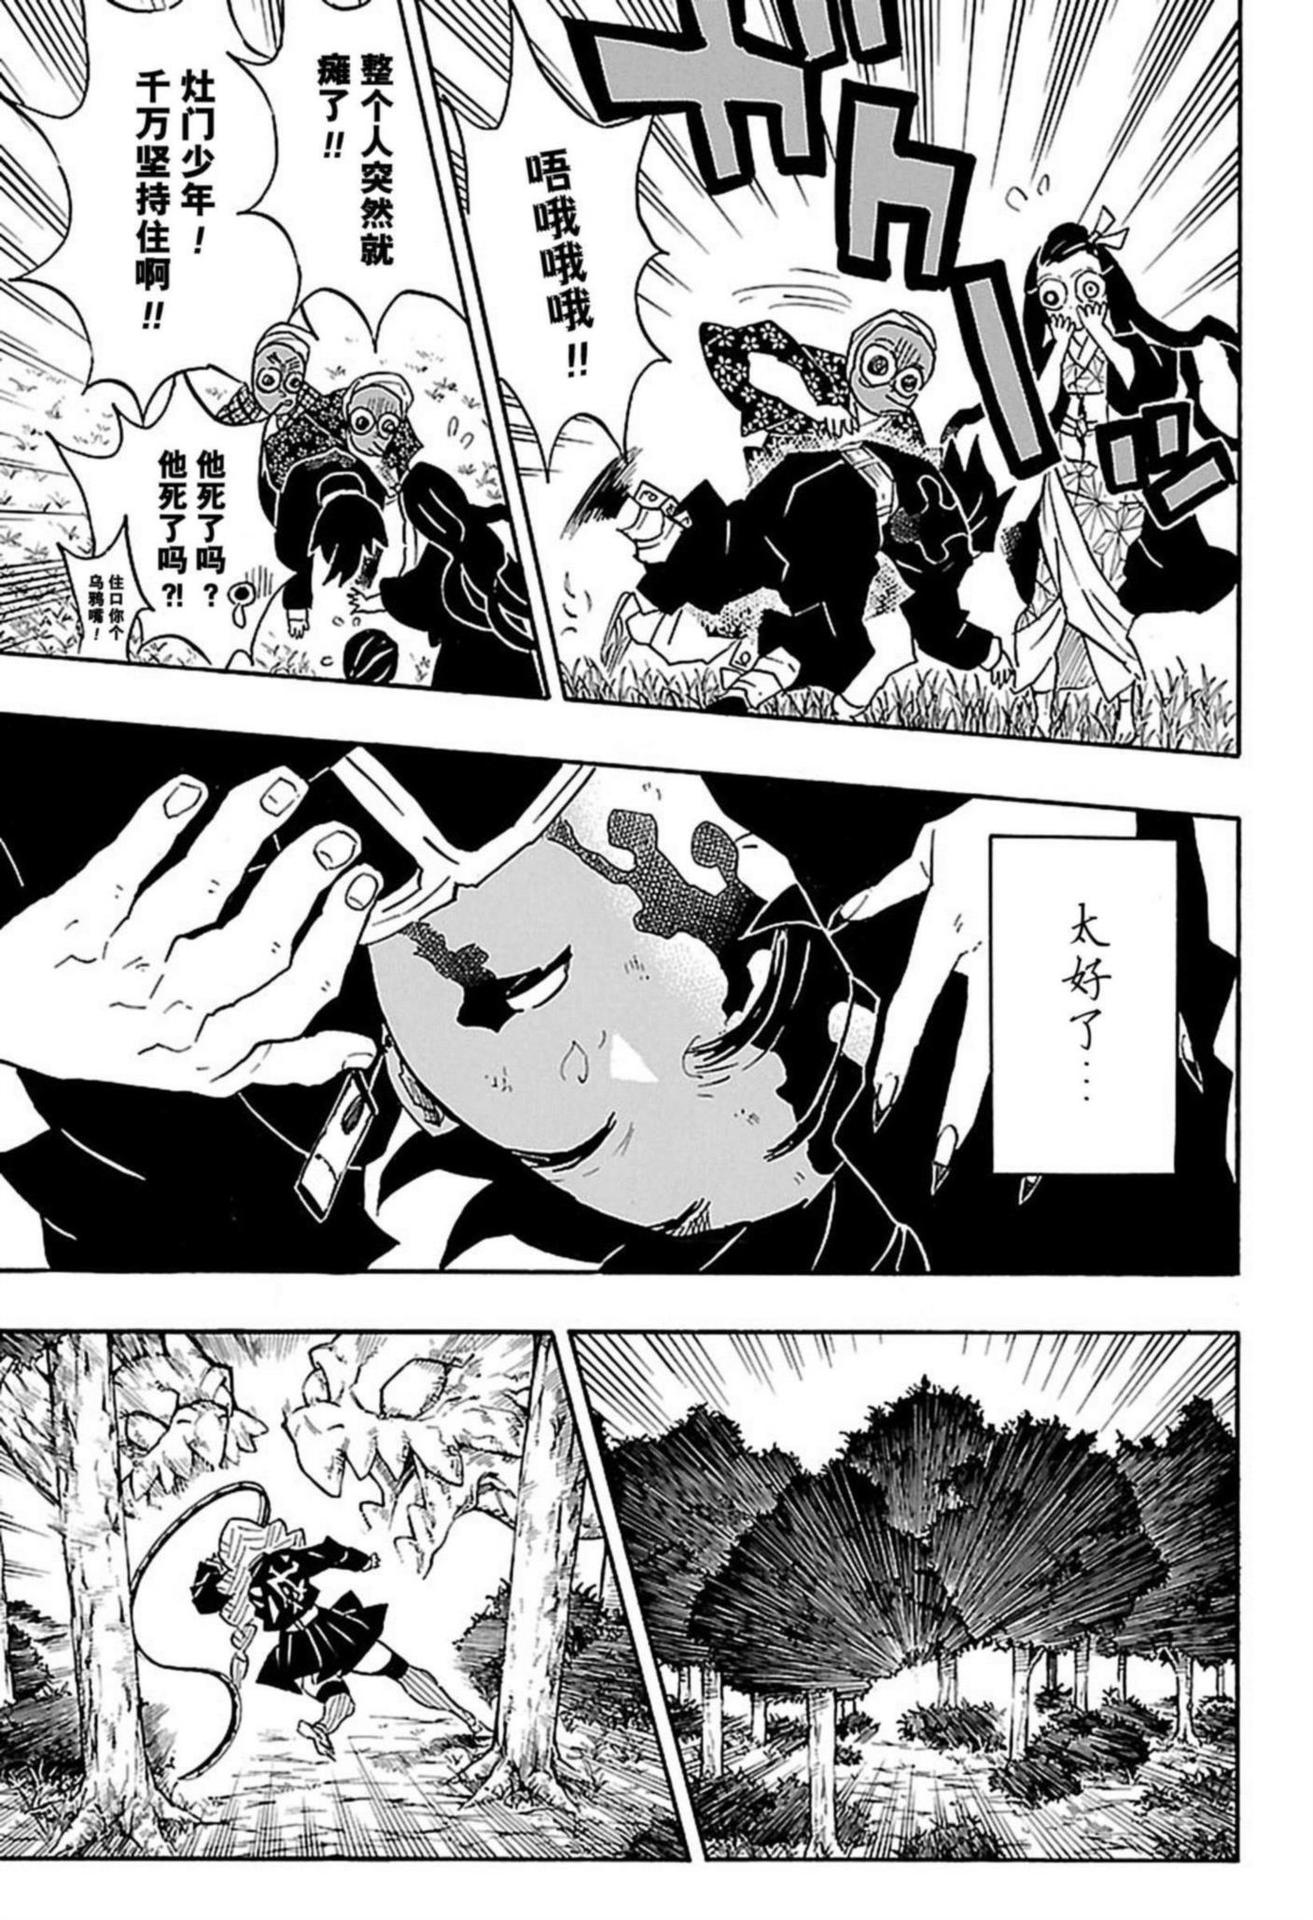 唔哦哦哦!!
整个人突然就
瘫了!!
灶门少年！
千万坚持住啊!!
他死了吗？
他死了吗?!
住口你个
乌鸦嘴！
太好了……